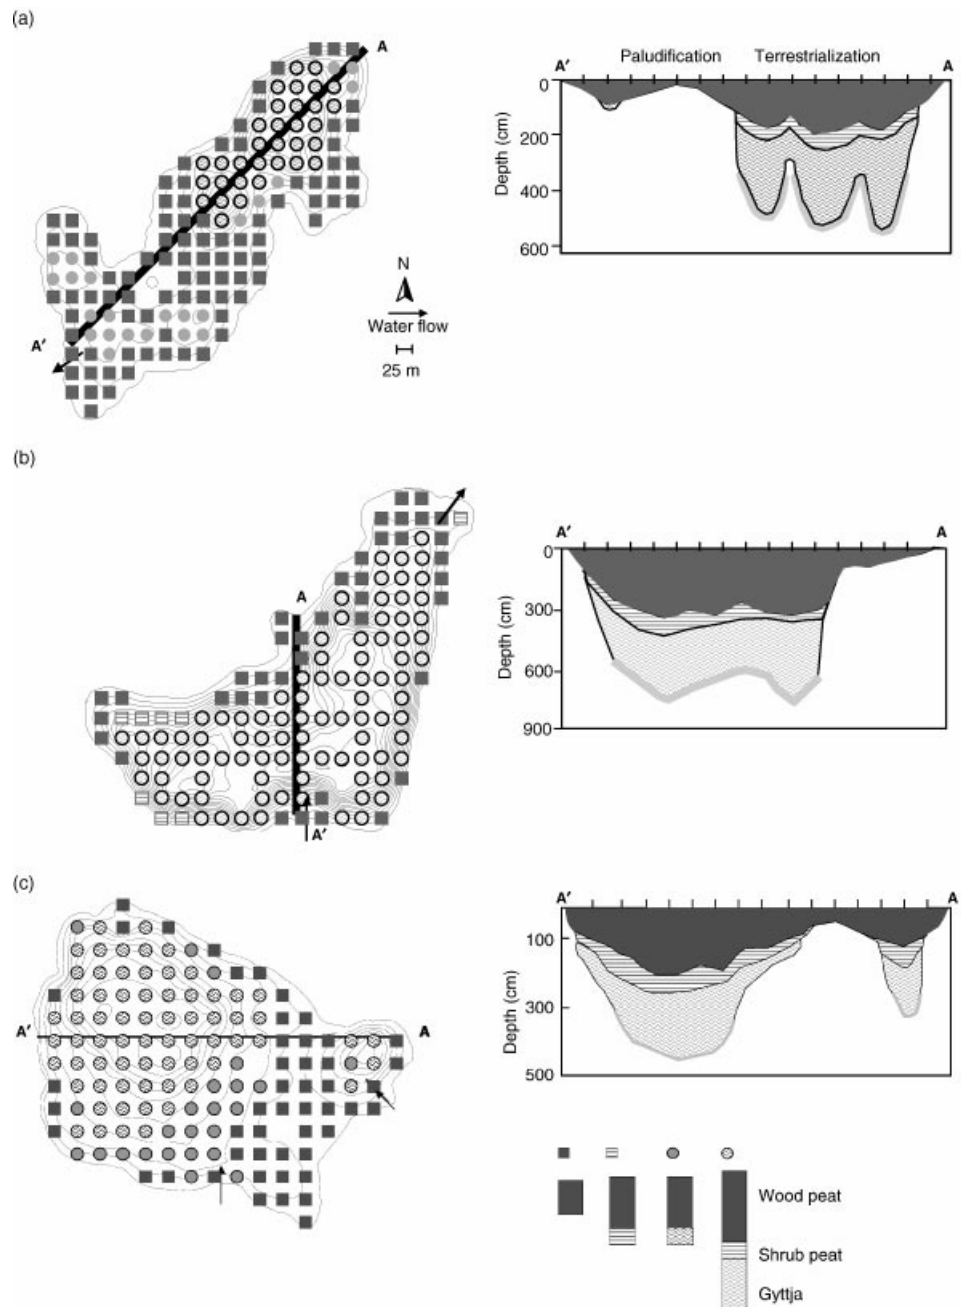 (a)
A
A′
N
Water flow
25 m
Paludification Terrestrialization
A′ A
0
200
400
600
Depth (cm)
(b)
A
A′
A′ A
0
300
600
900
Depth (cm)
(c)
A′ A
A′ A
100
300
500
Depth (cm)
Wood peat
Shrub peat
Gyttja